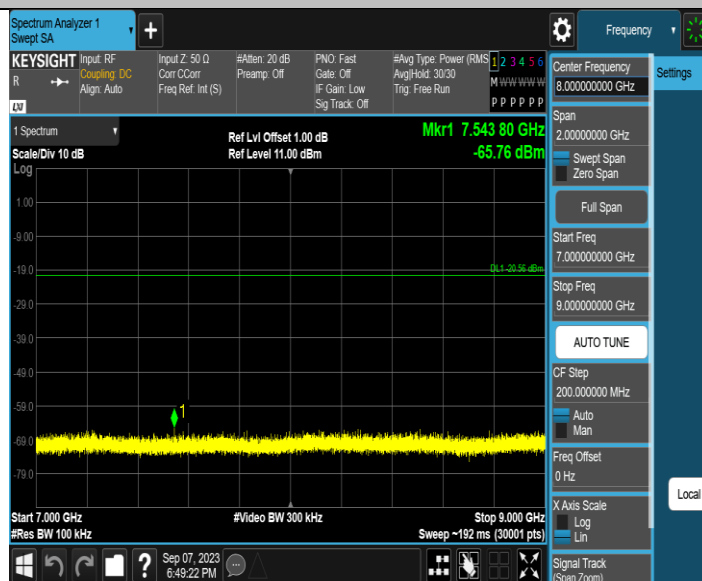 Spectrum Analyzer 1
Swept SA
+
Frequency
KEYSIGHT
R
LXI
Input: RF
Coupling: DC
Align: Auto
Input Z: 50 Ω
Corr CCorr
Freq Ref: Int (S)
#Atten: 20 dB
Preamp: Off
PNO: Fast
Gate: Off
IF Gain: Low
Sig Track: Off
#Avg Type: Power (RMS
Avg|Hold: 30/30
Trig: Free Run
1 2 3 4 5 6
M W W W W W
P P P P P P
1 Spectrum
Scale/Div 10 dB
Log
Ref Lvl Offset 1.00 dB
Ref Level 11.00 dBm
Mkr1 7.543 80 GHz
-65.76 dBm
1.00
-9.00
-19.0
-29.0
-39.0
-49.0
-59.0
-69.0
-79.0
DL1 -20.56 dBm
1
Start 7.000 GHz
#Res BW 100 kHz
#Video BW 300 kHz
Stop 9.000 GHz
Sweep ~192 ms (30001 pts)
?
Sep 07, 2023
6:49:22 PM
Center Frequency
8.00000000 GHz
Span
2.00000000 GHz
Swept Span
Zero Span
Full Span
Start Freq
7.000000000 GHz
Stop Freq
9.000000000 GHz
AUTO TUNE
CF Step
200.000000 MHz
Auto
Man
Freq Offset
0 Hz
X Axis Scale
Log
Lin
Signal Track
(Span Zoom)
Settings
Local